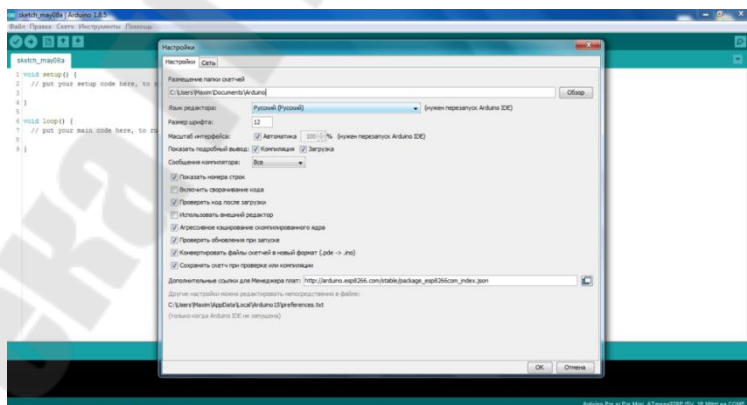 sketch_may08a | Arduino 1.8.5
Файл Правка Скетч Инструменты Помощь
sketch_may08a
1 void setup() {
2 // put your setup code here, to
3
4 }
5
6 void loop() {
7 // put your main code here, to ru
8
9 }
Настройки
Настройки Сеть
Размещение папки скетчей
C:\Users\Maxim\Documents\Arduino Обзор
Язык редактора: Русский (Русский) (нужен перезапуск Arduino IDE)
Размер шрифта: 12
Масштаб интерфейса: Автоматика 100 % (нужен перезапуск Arduino IDE)
Показать подробный вывод: Компиляция Загрузка
Сообщения компилятора: Все
Показать номера строк
Включить сворачивание кода
Проверять код после загрузки
Использовать внешний редактор
Агрессивное кэширование скомпилированного ядра
Проверять обновления при запуске
Конвертировать файлы скетчей в новый формат (.pde -> .ino)
Сохранять скетч при проверке или компиляции
Дополнительные ссылки для Менеджера плат: http://arduino.esp8266.com/stable/package_esp8266com_index.json
Другие настройки можно редактировать непосредственно в файле:
C:\Users\Maxim\AppData\Local\Arduino15\preferences.txt
(только когда Arduino IDE не запущена)
OK Отмена